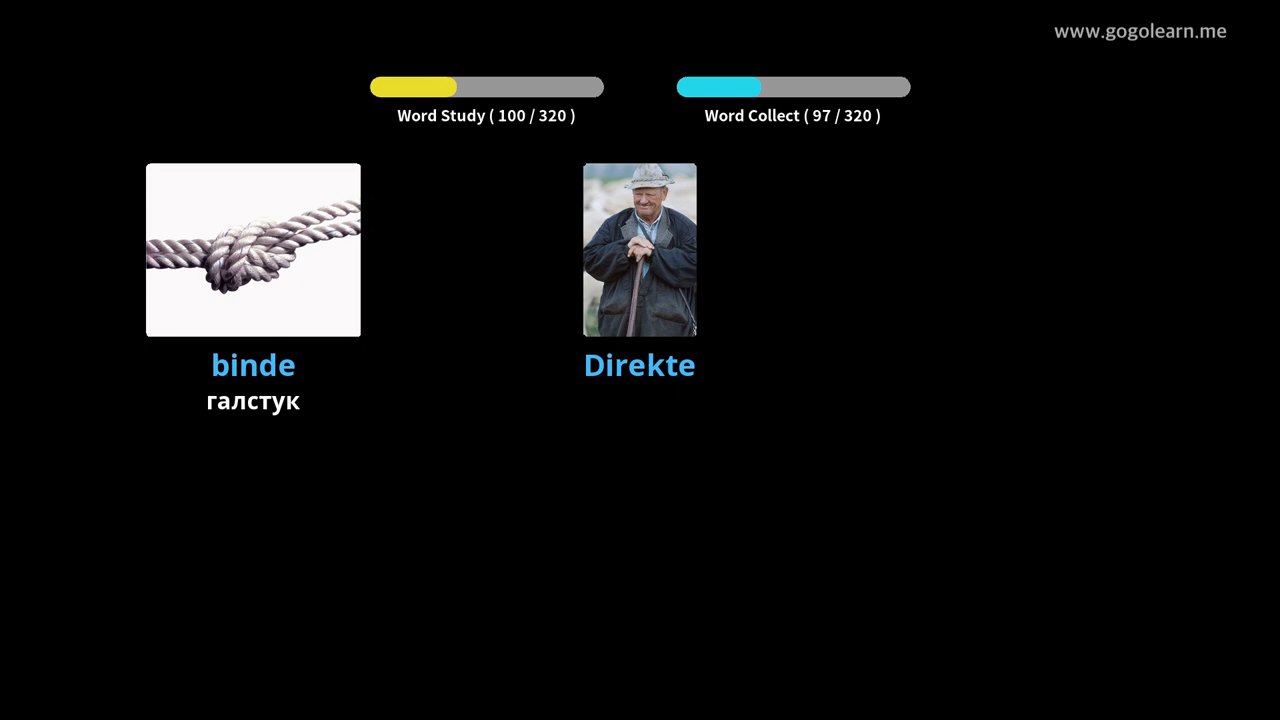 www.gogolearn.me
Word Study ( 100 / 320 )
Word Collect ( 97 / 320 )
binde
галстук
Direkte